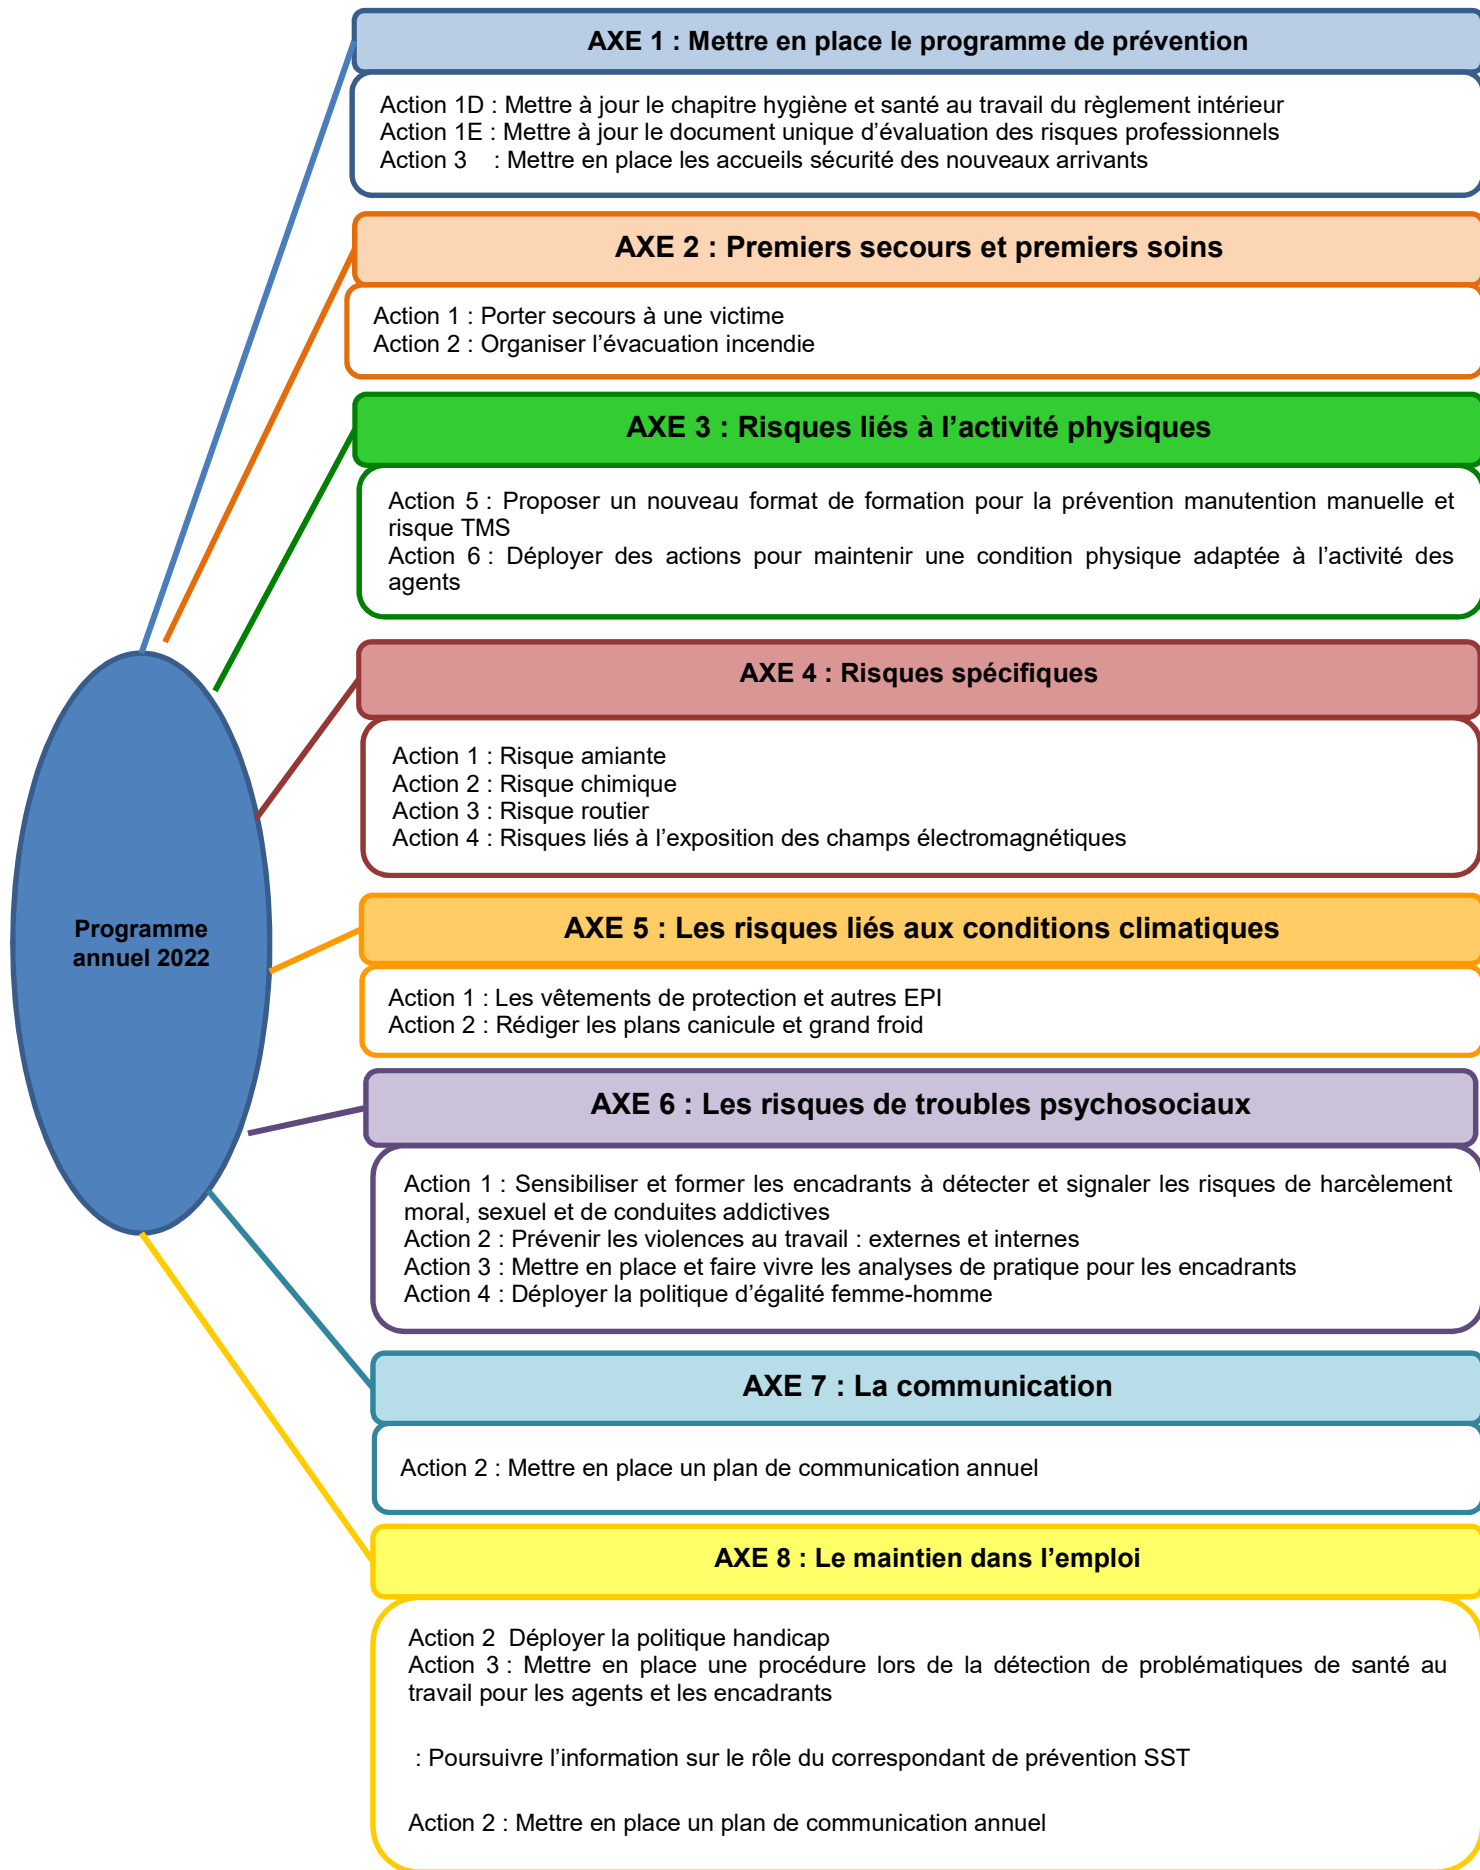 AXE 1 : Mettre en place le programme de prévention
Action 1D : Mettre à jour le chapitre hygiène et santé au travail du règlement intérieur
Action 1E : Mettre à jour le document unique d’évaluation des risques professionnels
Action 3 : Mettre en place les accueils sécurité des nouveaux arrivants
AXE 2 : Premiers secours et premiers soins
Action 1 : Porter secours à une victime
Action 2 : Organiser l’évacuation incendie
AXE 3 : Risques liés à l’activité physiques
Action 5 : Proposer un nouveau format de formation pour la prévention manutention manuelle et
risque TMS
Action 6 : Déployer des actions pour maintenir une condition physique adaptée à l’activité des
agents
AXE 4 : Risques spécifiques
Action 1 : Risque amiante
Action 2 : Risque chimique
Action 3 : Risque routier
Action 4 : Risques liés à l’exposition des champs électromagnétiques
Programme
annuel 2022
AXE 5 : Les risques liés aux conditions climatiques
Action 1 : Les vêtements de protection et autres EPI
Action 2 : Rédiger les plans canicule et grand froid
AXE 6 : Les risques de troubles psychosociaux
Action 1 : Sensibiliser et former les encadrants à détecter et signaler les risques de harcèlement
moral, sexuel et de conduites addictives
Action 2 : Prévenir les violences au travail : externes et internes
Action 3 : Mettre en place et faire vivre les analyses de pratique pour les encadrants
Action 4 : Déployer la politique d’égalité femme-homme
AXE 7 : La communication
Action 2 : Mettre en place un plan de communication annuel
AXE 8 : Le maintien dans l’emploi
Action 2 Déployer la politique handicap
Action 3 : Mettre en place une procédure lors de la détection de problématiques de santé au
travail pour les agents et les encadrants
: Poursuivre l’information sur le rôle du correspondant de prévention SST
Action 2 : Mettre en place un plan de communication annuel